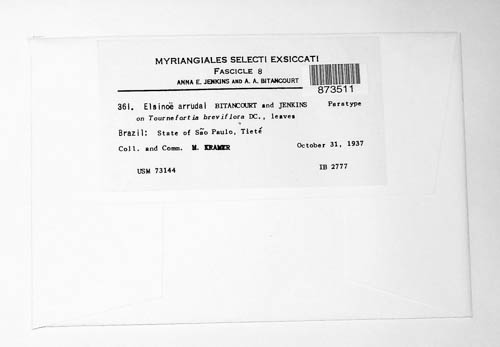 MYRIANGIALES SELECTI EXSICCATI
FASCICLE 8
ANNA E. JENKINS AND A. A. BITANCOURT
873511
361. Elsinoë arrudai BITANCOURT and JENKINS Paratype
on Tournefortia breviflora DC., leaves
Brazil: State of São Paulo, Tieté
Coll. and Comm. M. KRAMER October 31, 1937
USM 73144 IB 2777